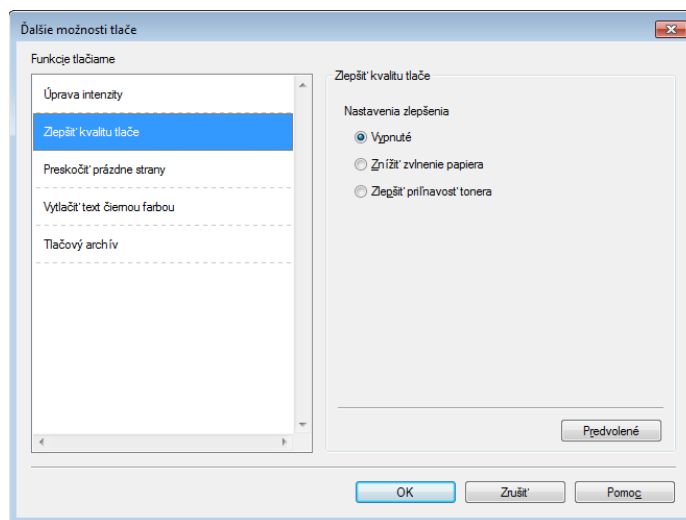 Ďalšie možnosti tlače
Funkcje tlačiarne
Úprava intenzity
Zlepšiť kvalitu tlače
Preskočiť prázdne strany
Vytlačiť text čiernou farbou
Tlačový archív
Zlepšiť kvalitu tlače
Nastavenia zlepšenia
Vypnuté
Znížiť zvlnenie papiera
Zlepšiť priľnavosť tonera
Predvolené
OK
Zrušiť
Pomoc